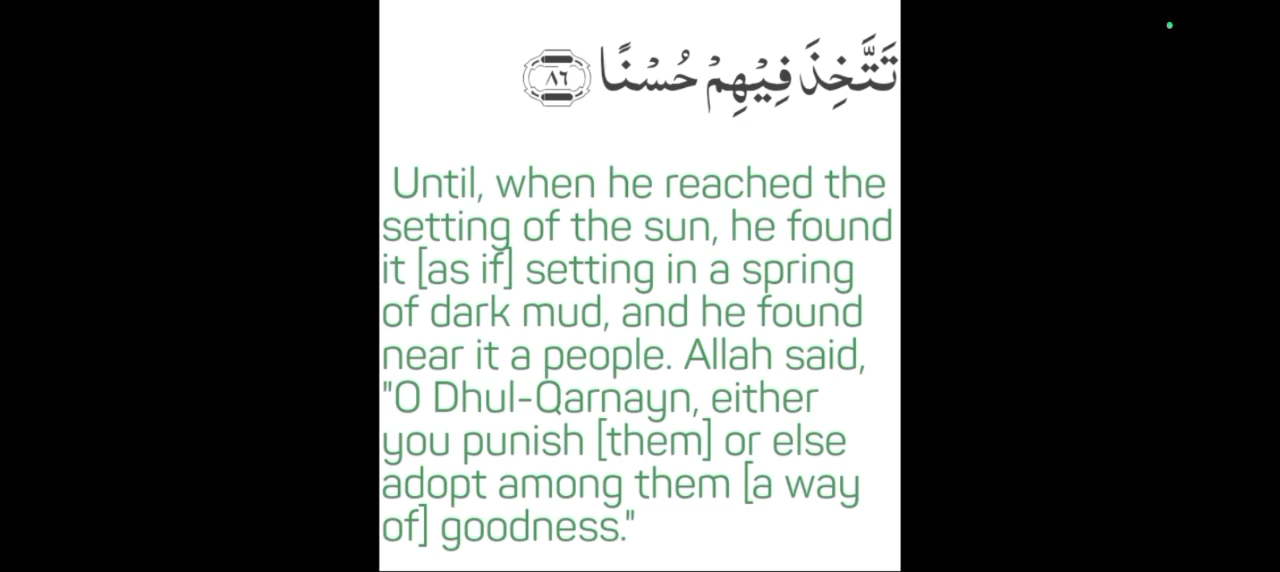 تَتَّخِذَ فِيْهِمْ حُسْنًا ٨٦
Until, when he reached the
setting of the sun, he found
it [as if] setting in a spring
of dark mud, and he found
near it a people. Allah said,
"O Dhul-Qarnayn, either
you punish [them] or else
adopt among them [a way
of] goodness."